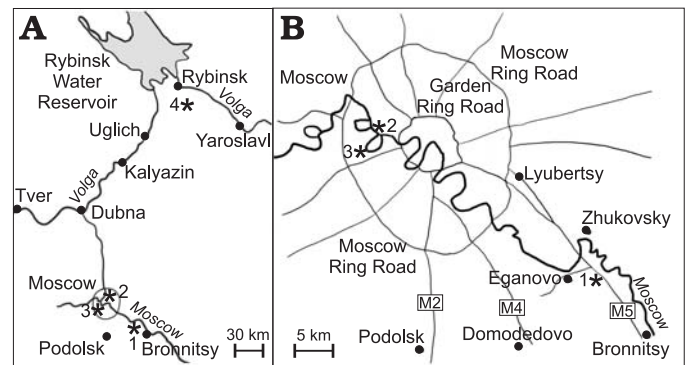 A
Rybinsk
Water
Reservoir
Rybinsk
4*
Volga
Yaroslavl
Uglich
Kalyazin
Tver
Volga
Dubna
Moscow
*2
3*
Moscow
*
1
Podolsk
Bronnitsy
30 km
B
Moscow
Moscow
Ring Road
Garden
Ring Road
*2
3*
Lyubertsy
Zhukovsky
Moscow
Ring Road
Eganovo
1*
Moscow
M2
M4
M5
Podolsk
Domodedovo
Bronnitsy
5 km